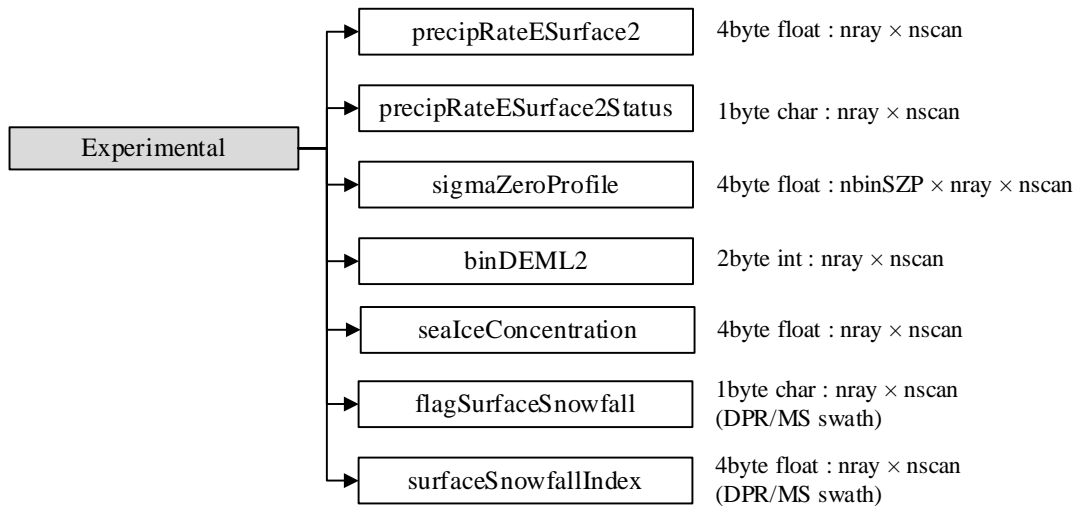 precipRateESurface2 4byte float : nray × nscan
precipRateESurface2Status 1byte char : nray × nscan
Experimental
sigmaZeroProfile 4byte float : nbinSZP × nray × nscan
binDEML2 2byte int : nray × nscan
seaIceConcentration 4byte float : nray × nscan
flagSurfaceSnowfall 1byte char : nray × nscan
(DPR/MS swath)
surfaceSnowfallIndex 4byte float : nray × nscan
(DPR/MS swath)